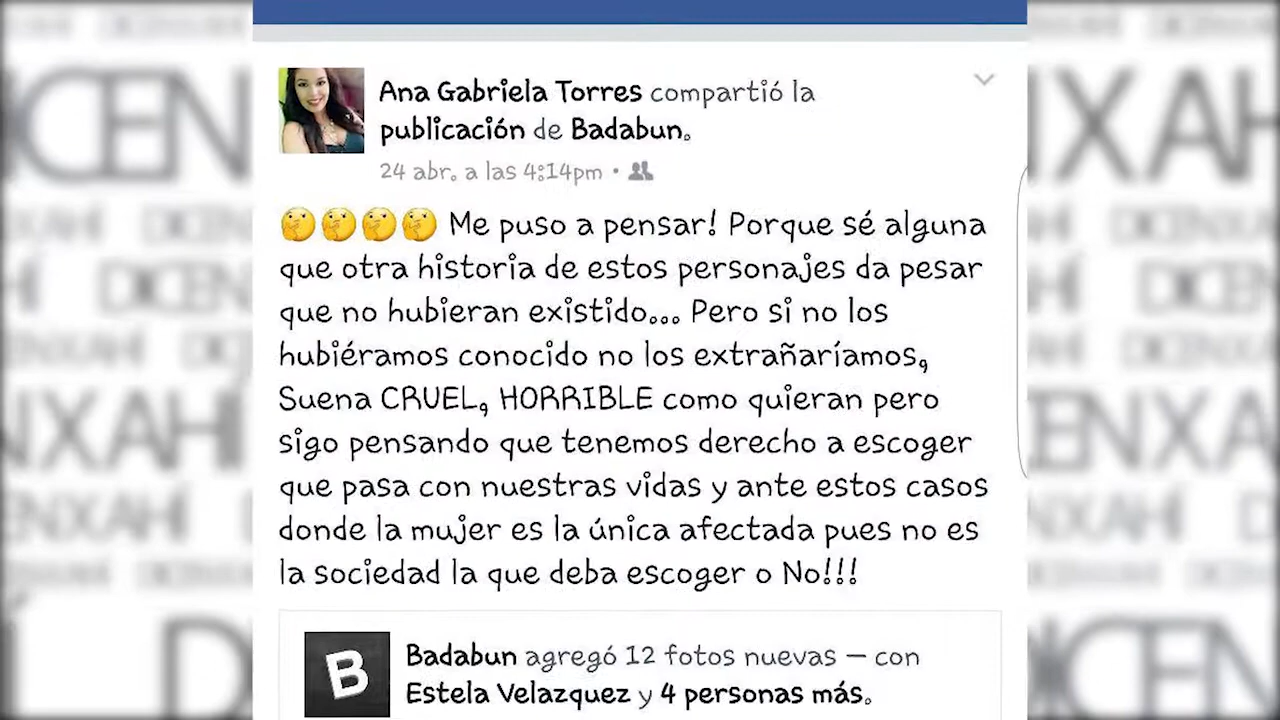 Ana Gabriela Torres compartió la
publicación de Badabun.
24 abr. a las 4:14pm •
🤔🤔🤔🤔 Me puso a pensar! Porque sé alguna
que otra historia de estos personajes da pesar
que no hubieran existido... Pero si no los
hubiéramos conocido no los extrañaríamos,
Suena CRUEL, HORRIBLE como quieran pero
sigo pensando que tenemos derecho a escoger
que pasa con nuestras vidas y ante estos casos
donde la mujer es la única afectada pues no es
la sociedad la que deba escoger o No!!!
B
Badabun agregó 12 fotos nuevas — con
Estela Velazquez y 4 personas más.